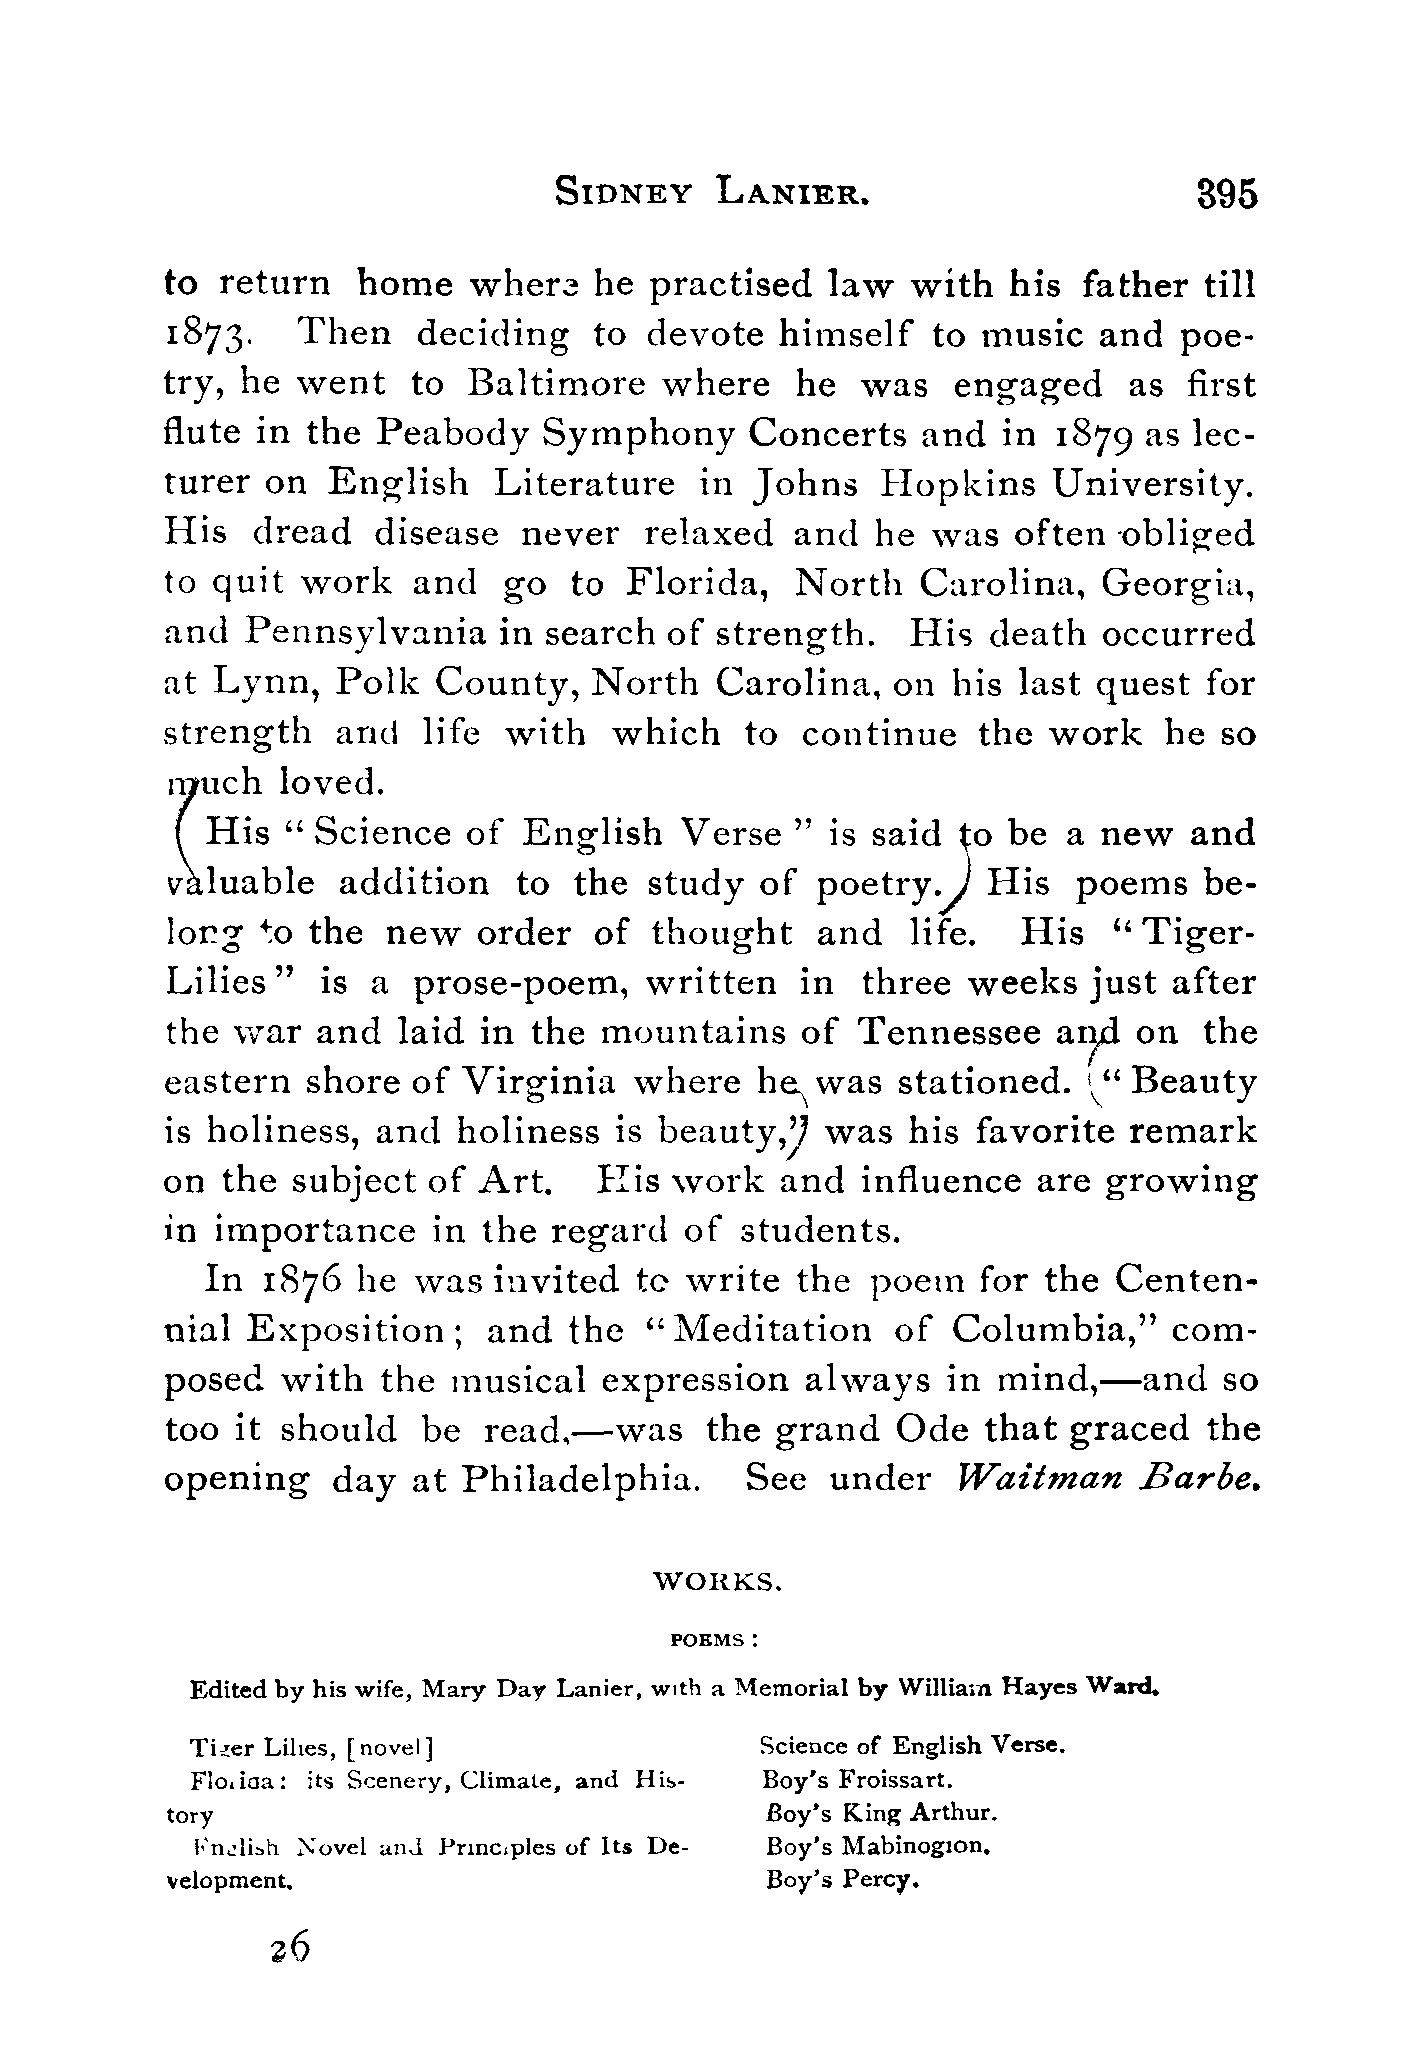 SIDNEY LANIER. 395
to return home where he practised law with his father till
1873. Then deciding to devote himself to music and poe-
try, he went to Baltimore where he was engaged as first
flute in the Peabody Symphony Concerts and in 1879 as lec-
turer on English Literature in Johns Hopkins University.
His dread disease never relaxed and he was often obliged
to quit work and go to Florida, North Carolina, Georgia,
and Pennsylvania in search of strength. His death occurred
at Lynn, Polk County, North Carolina, on his last quest for
strength and life with which to continue the work he so
much loved.
His “Science of English Verse” is said to be a new and
valuable addition to the study of poetry. His poems be-
long to the new order of thought and life. His “Tiger-
Lilies” is a prose-poem, written in three weeks just after
the war and laid in the mountains of Tennessee and on the
eastern shore of Virginia where he was stationed. “Beauty
is holiness, and holiness is beauty,” was his favorite remark
on the subject of Art. His work and influence are growing
in importance in the regard of students.
In 1876 he was invited to write the poem for the Centen-
nial Exposition; and the “Meditation of Columbia,” com-
posed with the musical expression always in mind,—and so
too it should be read,—was the grand Ode that graced the
opening day at Philadelphia. See under Waitman Barbe.
WORKS.
POEMS:
Edited by his wife, Mary Day Lanier, with a Memorial by William Hayes Ward.
Tiger Lilies, [novel]
Florida: its Scenery, Climate, and His-
tory
English Novel and Principles of Its De-
velopment.
Science of English Verse.
Boy's Froissart.
Boy's King Arthur.
Boy's Mabinogion.
Boy's Percy.
26